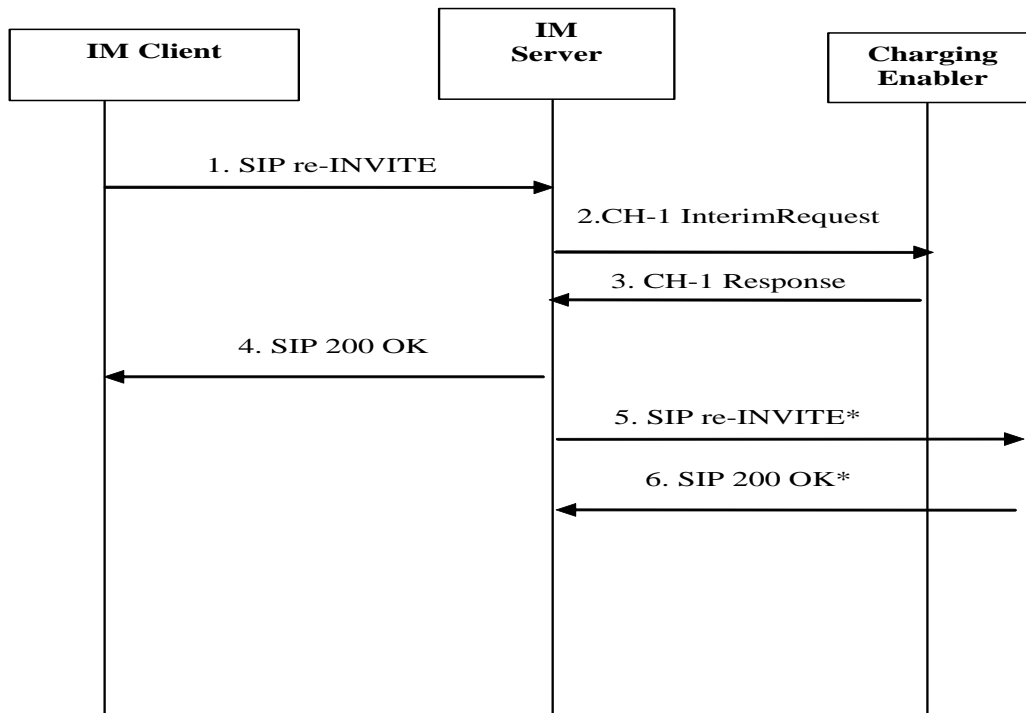 IM Client
IM
Server
Charging
Enabler
1. SIP re-INVITE
2.CH-1 InterimRequest
3. CH-1 Response
4. SIP 200 OK
5. SIP re-INVITE*
6. SIP 200 OK*